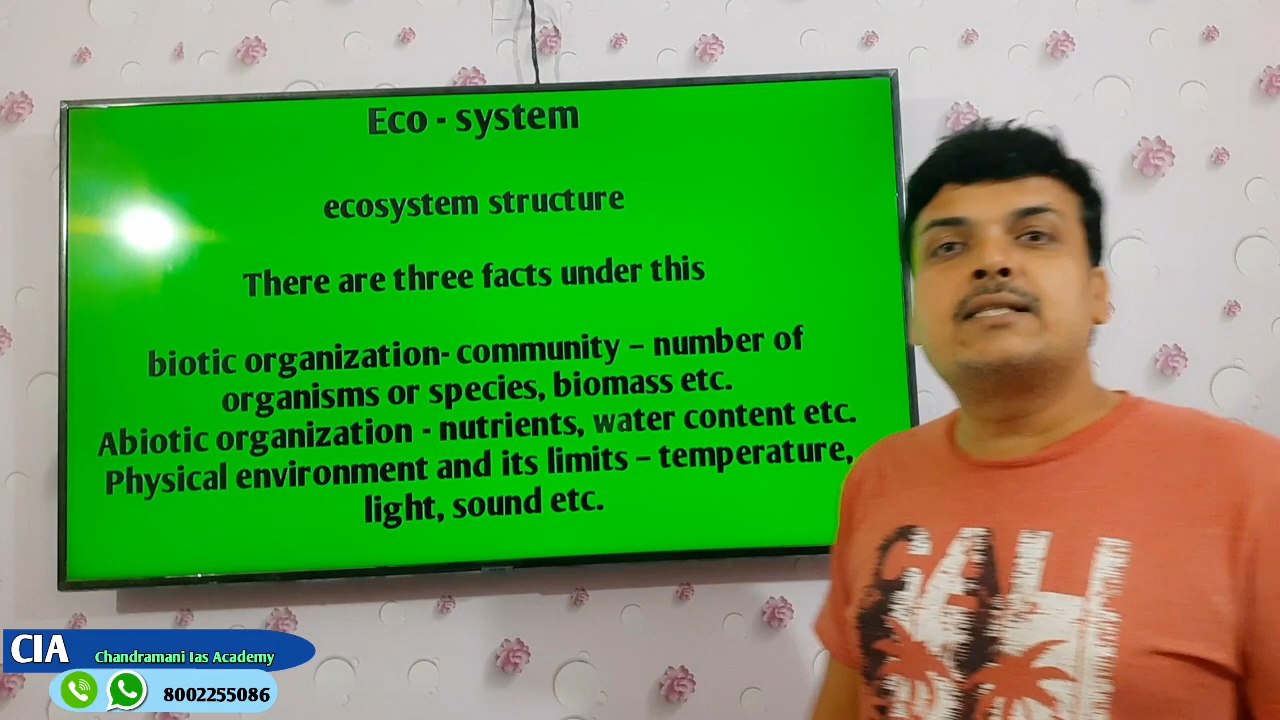 Eco - system
ecosystem structure
There are three facts under this
biotic organization- community – number of
organisms or species, biomass etc.
Abiotic organization - nutrients, water content etc.
Physical environment and its limits – temperature,
light, sound etc.
CALI
CIA
Chandramani Ias Academy
8002255086